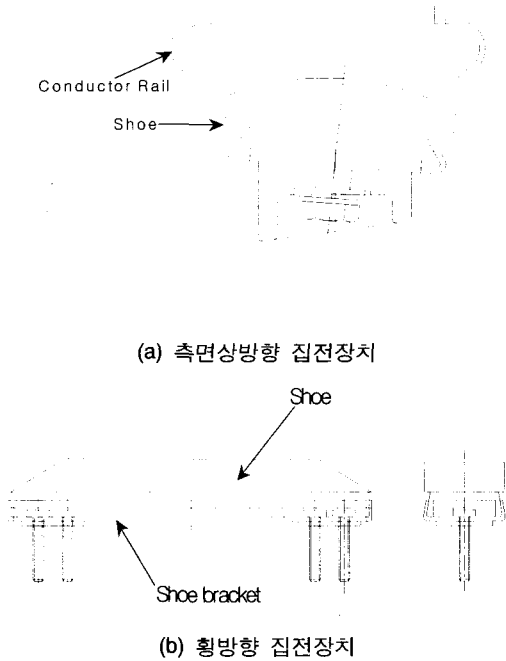 Conductor Rail
Shoe
(a) 측면상방향 집전장치
Shoe
Shoe bracket
(b) 횡방향 집전장치